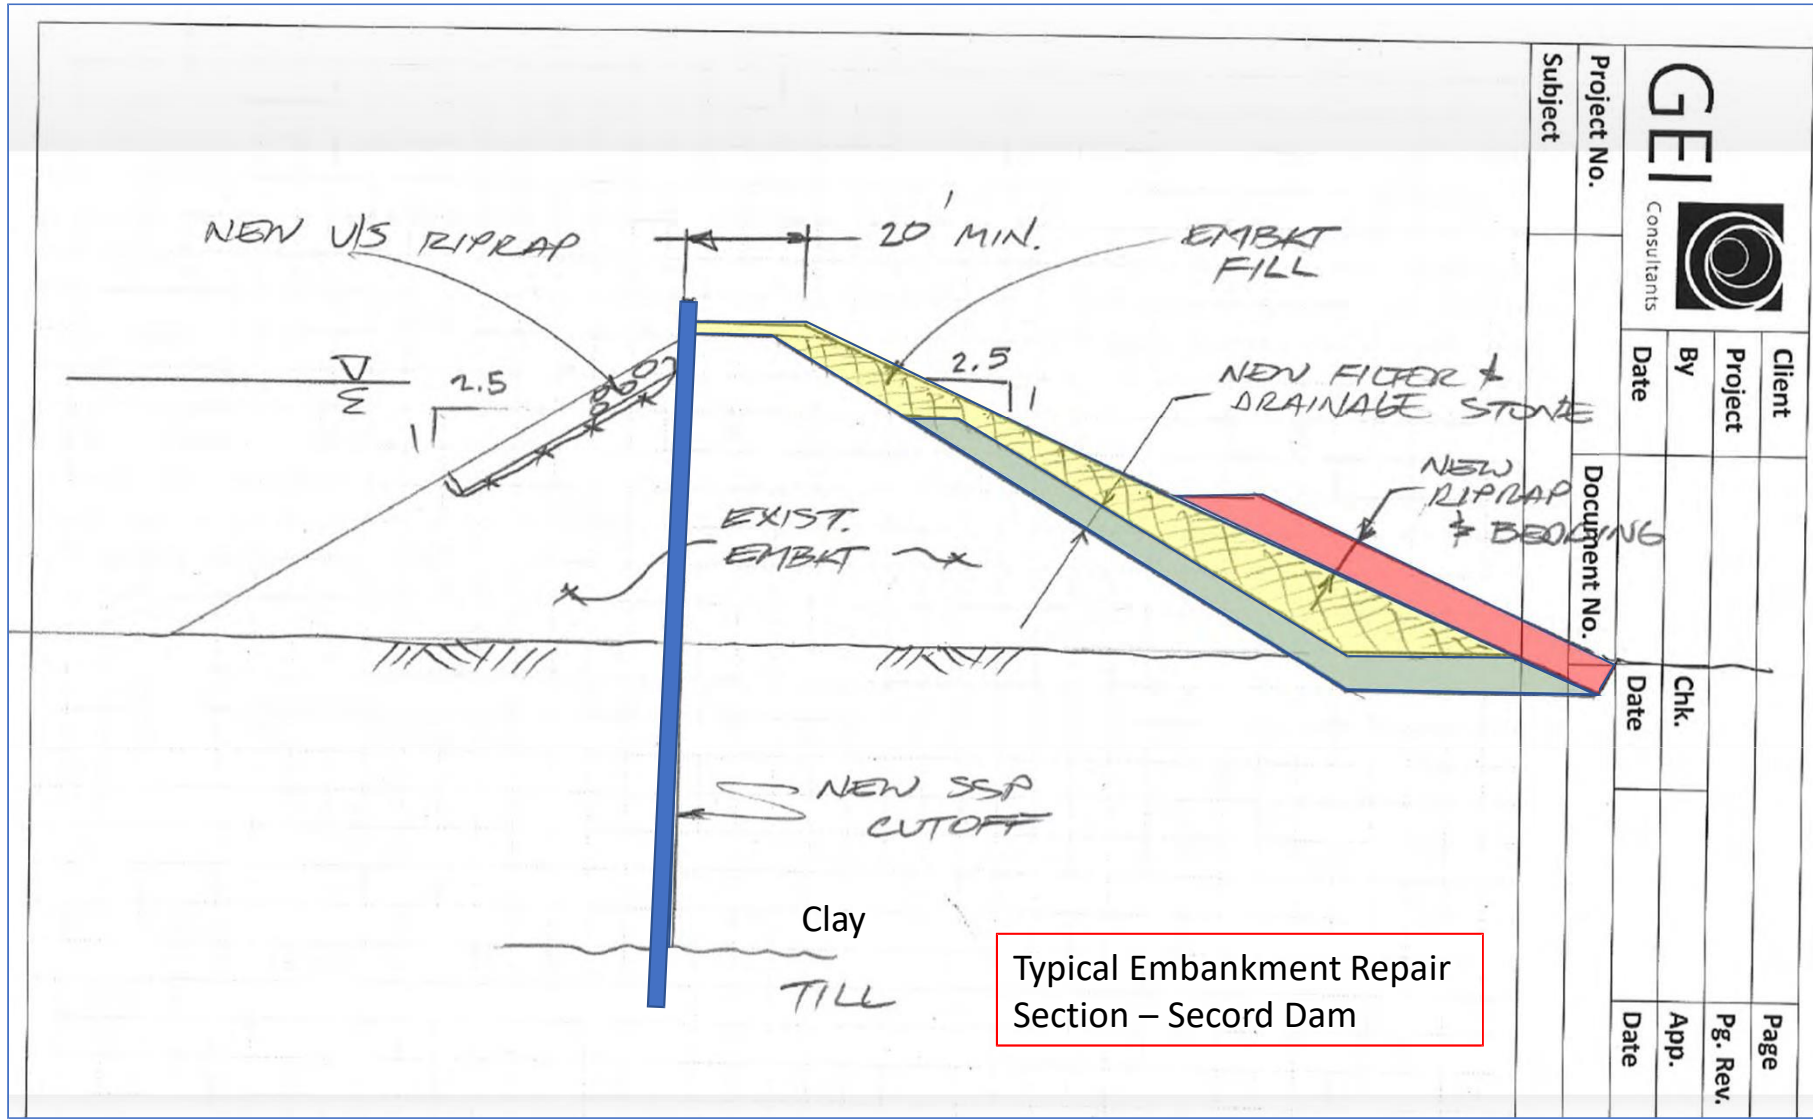 NEW U/S RIPRAP
20' MIN.
EMBKT
FILL
2.5
1
2.5
1
NEW FILTER &
DRAINAGE STONE
NEW
RIPRAP
& BEDDING
EXIST.
EMBKT
NEW SSP
CUTOFF
Clay
TILL
Typical Embankment Repair
Section – Secord Dam
GEI
Consultants
Client
Project
By
Date
Page
Pg. Rev.
Chk.
Date
App.
Date
Project No.
Document No.
Subject